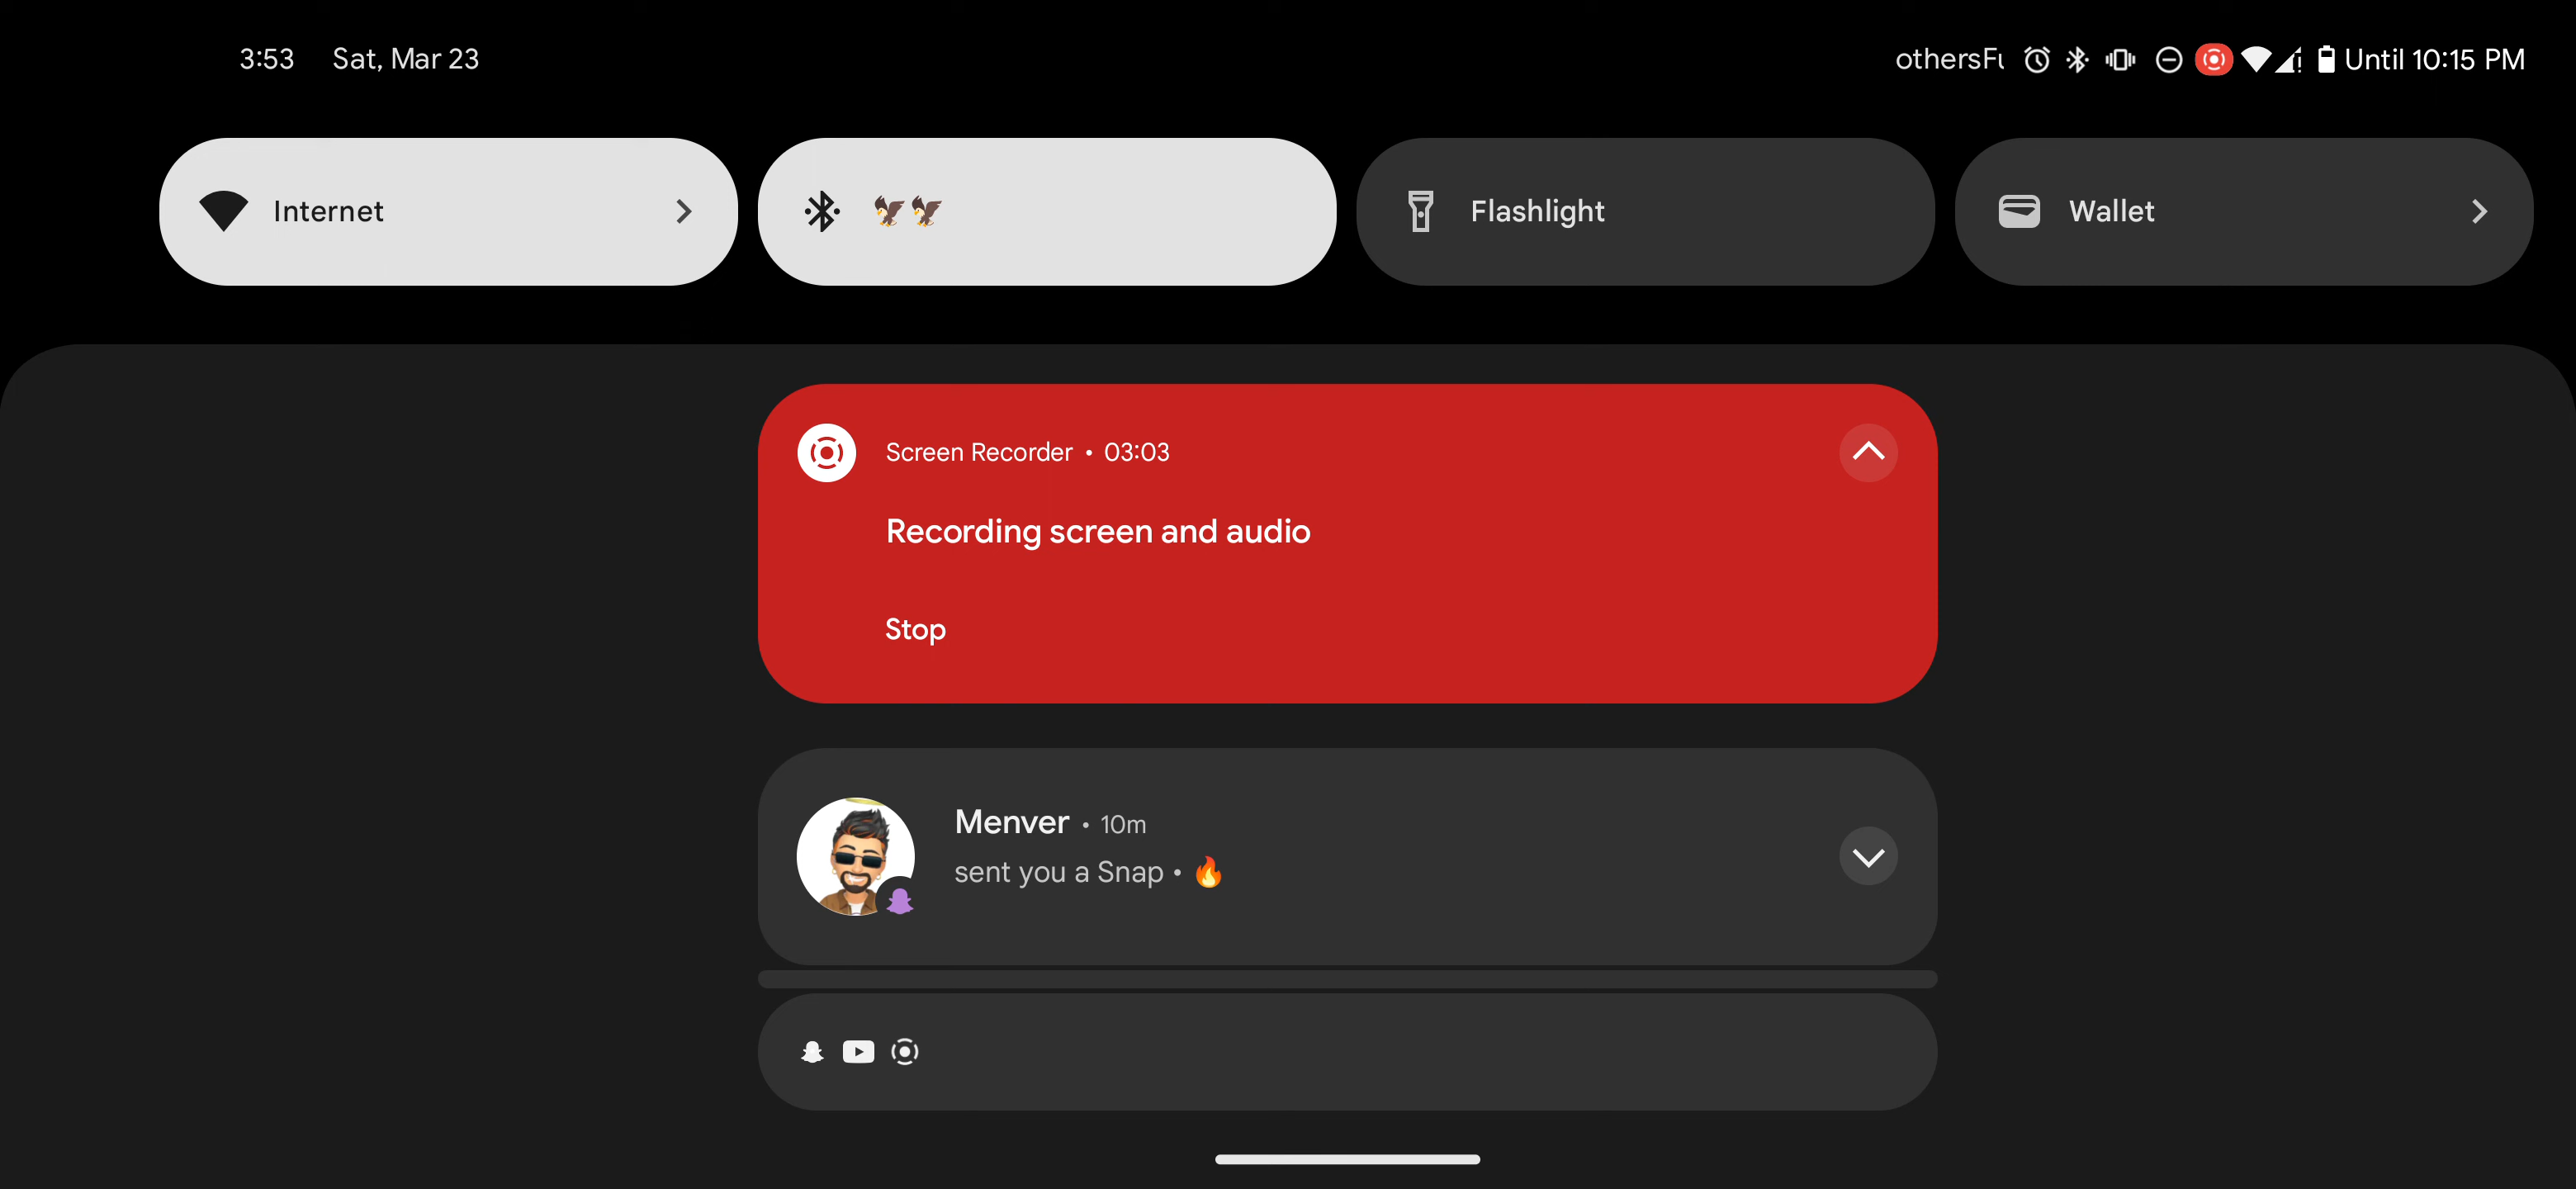 3:53 Sat, Mar 23
Until 10:15 PM
Internet
🦅🦅
Flashlight
Wallet
Screen Recorder • 03:03
Recording screen and audio
Stop
Menver • 10m
sent you a Snap • 🔥